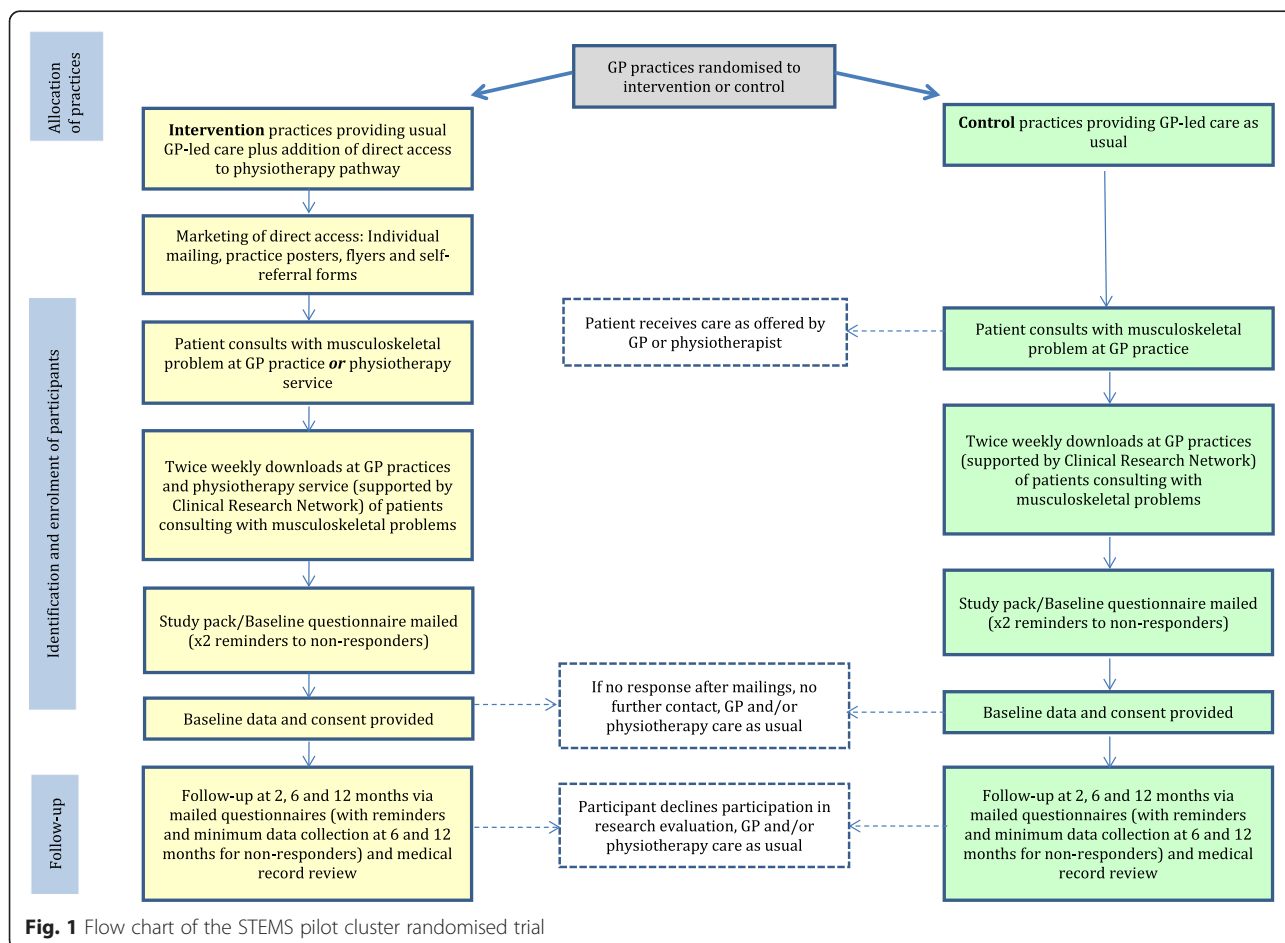 Allocation
of practices
GP practices randomised to
intervention or control
Intervention practices providing usual
GP-led care plus addition of direct access
to physiotherapy pathway
Control practices providing GP-led care as
usual
Marketing of direct access: Individual
mailing, practice posters, flyers and self-
referral forms
Identification and enrolment of participants
Patient consults with musculoskeletal
problem at GP practice or physiotherapy
service
Patient receives care as offered by
GP or physiotherapist
Patient consults with musculoskeletal
problem at GP practice
Twice weekly downloads at GP practices
and physiotherapy service (supported by
Clinical Research Network) of patients
consulting with musculoskeletal problems
Twice weekly downloads at GP practices
(supported by Clinical Research Network)
of patients consulting with
musculoskeletal problems
Study pack/Baseline questionnaire mailed
(x2 reminders to non-responders)
Study pack/Baseline questionnaire mailed
(x2 reminders to non-responders)
Baseline data and consent provided
If no response after mailings, no
further contact, GP and/or
physiotherapy care as usual
Baseline data and consent provided
Follow-up
Follow-up at 2, 6 and 12 months via
mailed questionnaires (with reminders
and minimum data collection at 6 and 12
months for non-responders) and medical
record review
Participant declines participation in
research evaluation, GP and/or
physiotherapy care as usual
Follow-up at 2, 6 and 12 months via
mailed questionnaires (with reminders
and minimum data collection at 6 and 12
months for non-responders) and medical
record review
Fig. 1 Flow chart of the STEMS pilot cluster randomised trial